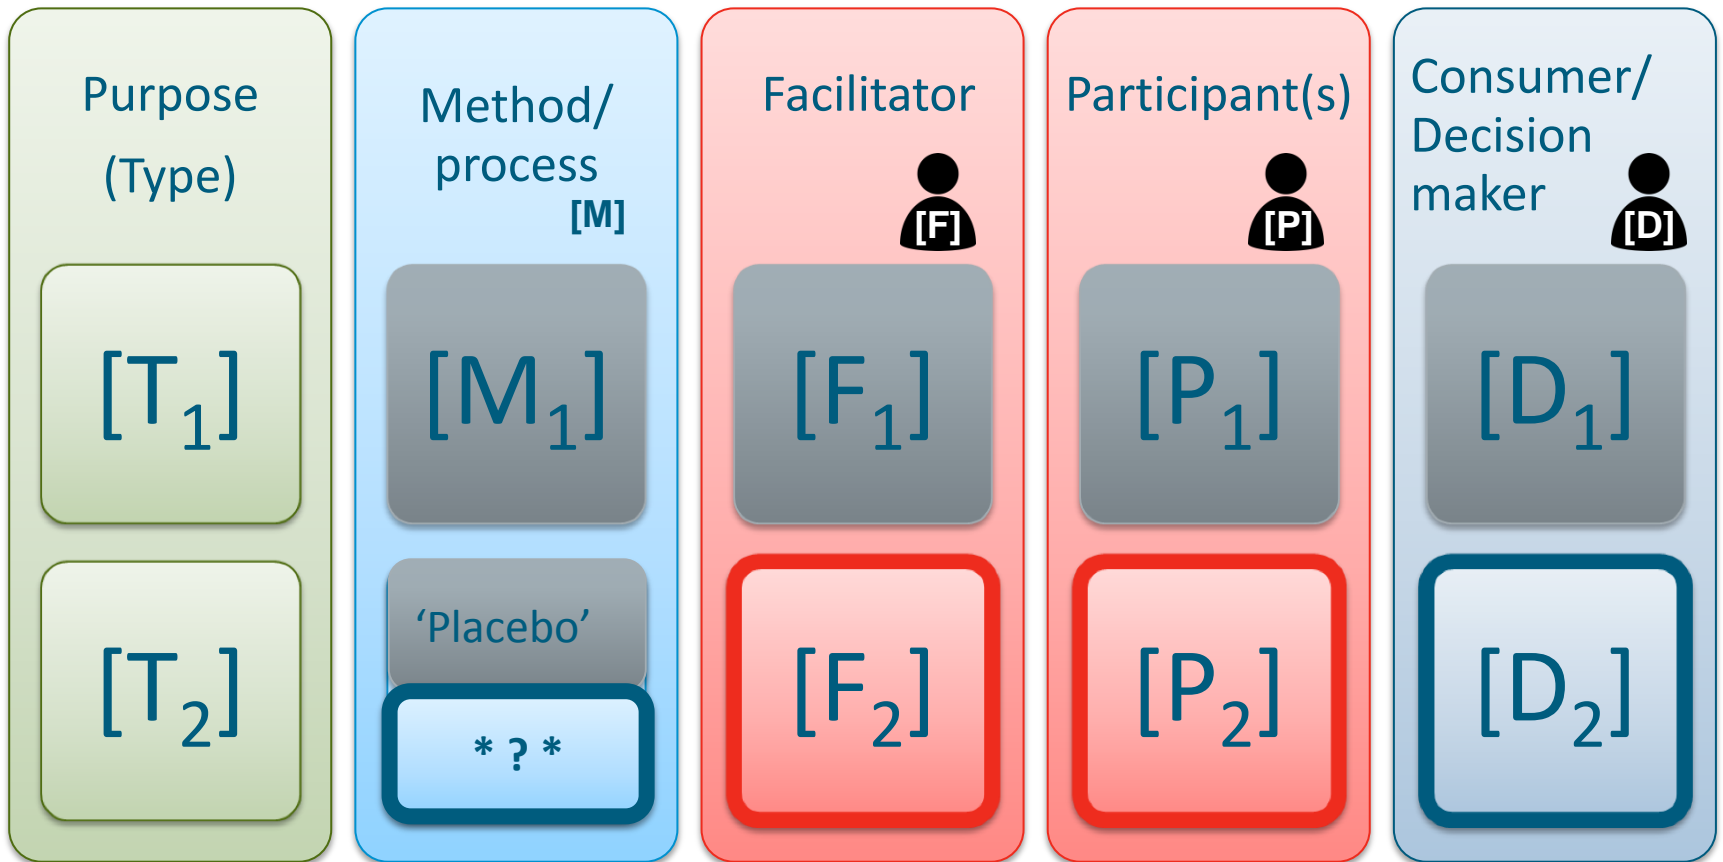 Purpose
(Type)
[T1]
[T2]
Method/
process
[M]
[M1]
‘Placebo’
* ? *
Facilitator
[F]
[F1]
[F2]
Participant(s)
[P]
[P1]
[P2]
Consumer/
Decision
maker
[D]
[D1]
[D2]